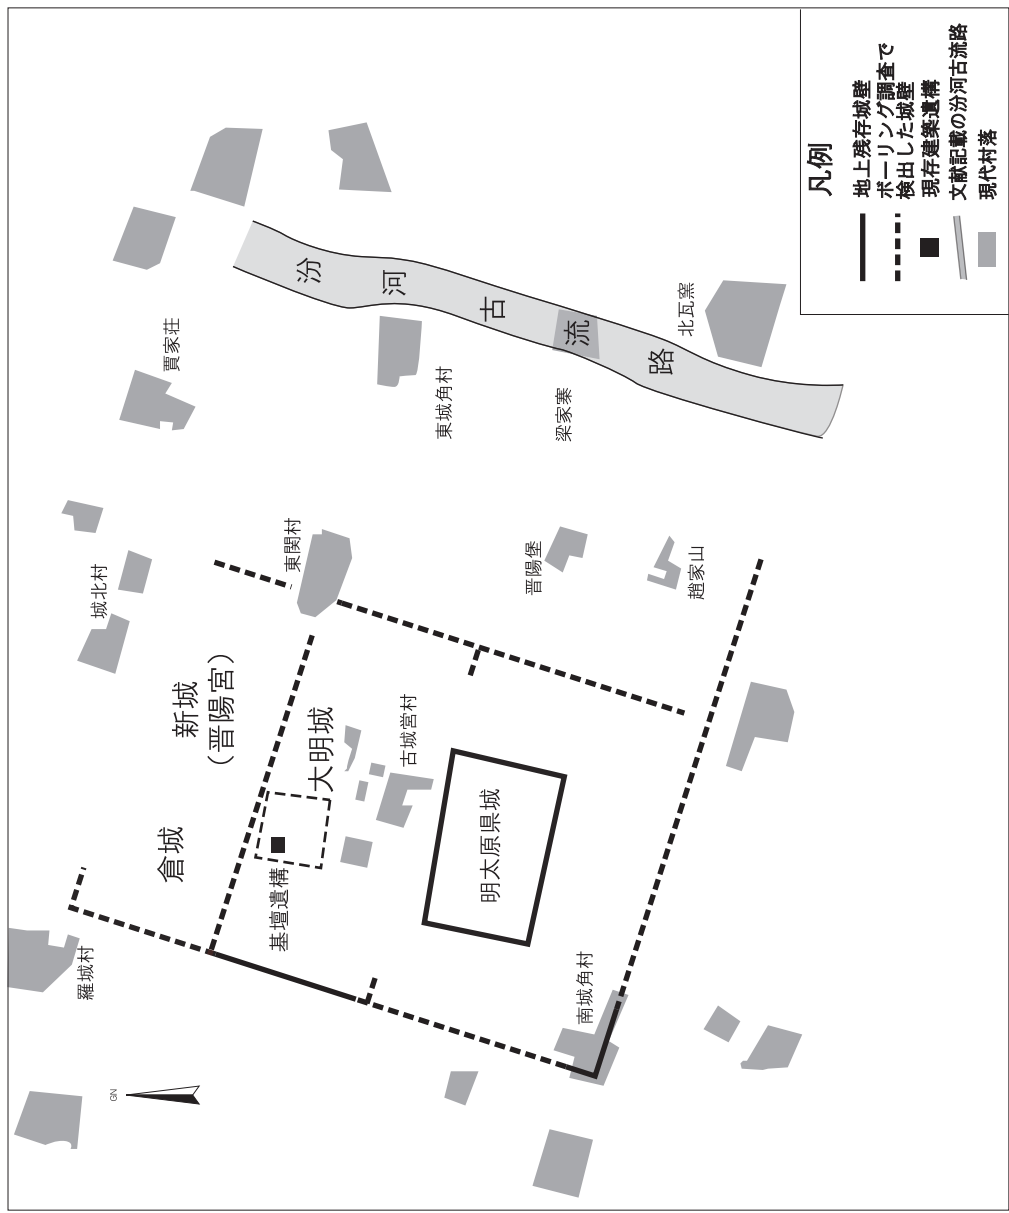 凡例
地上残存城壁
ボーリング調査で
検出した城壁
現存建築遺構
文献記載の汾河古流路
現代村落
汾河古流路
賈家荘
東城角村
梁家寨
北瓦窯
城北村
東関村
晋陽堡
趙家山
新城
（晋陽宮）
大明城
古城営村
倉城
基壇遺構
明太原県城
羅城村
南城角村
GN